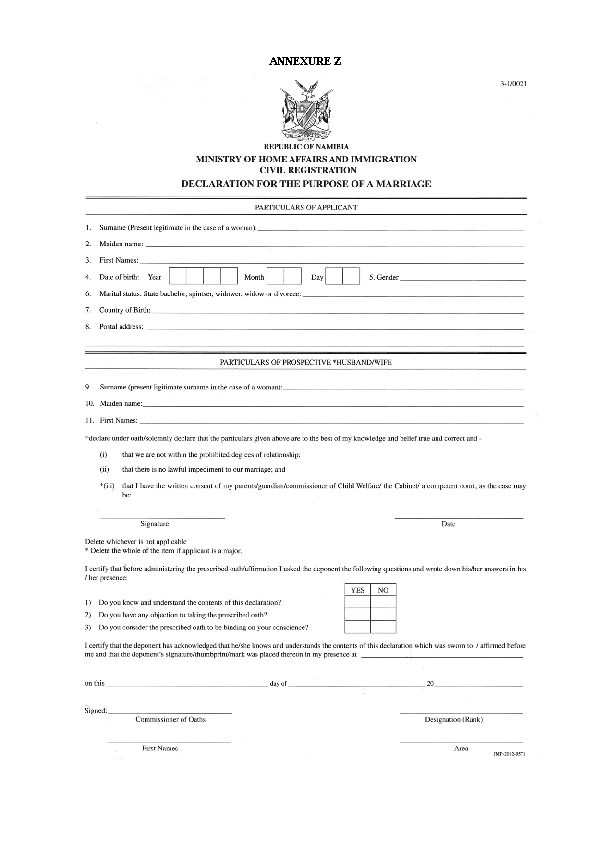 ANNEXURE Z
3-1/0021
REPUBLIC OF NAMIBIA
MINISTRY OF HOME AFFAIRS AND IMMIGRATION
CIVIL REGISTRATION
DECLARATION FOR THE PURPOSE OF A MARRIAGE
PARTICULARS OF APPLICANT
1. Surname (Present legitimate in the case of a woman):
2. Maiden name:
3. First Names:
4. Date of birth: Year Month Day 5. Gender
6. Marital status: State bachelor, spinster, widower, widow or divorcee:
7. Country of Birth:
8. Postal address:
PARTICULARS OF PROSPECTIVE *HUSBAND/WIFE
9 Surname (present legitimate surname in the case of a woman):
10. Maiden name:
11. First Names:
*declare under oath/solemnly declare that the particulars given above are to the best of my knowledge and belief true and correct and -
(i) that we are not within the prohibited degrees of relationship;
(ii) that there is no lawful impeciment to our marriage; and
*(iii) that I have the written consent of my parents/guardian/commissioner of Child Welfare/ the Cabinet/ a competent court, as the case may
be:
Signature Date
Delete whichever is not applicable
* Delete the whole of the item if applicant is a major.
I certify that before administering the prescribed oath/affirmation I asked the deponent the following questions and wrote down his/her answers in his
/ her presence:
YES NO
1) Do you know and understand the contents of this declaration?
2) Do you have any objection to taking the prescribed oath?
3) Do you consider the prescribed oath to be binding on your conscience?
I certify that the deponent has acknowledged that he/she knows and understands the contents of this declaration which was sworn to / affirmed before
me and that the deponent's signature/thumbprint/mark was placed thereon in my presence at
on this day of 20
Signed:
Commissioner of Oaths Designation (Rank)
First Names Area
IMP-2012-9571